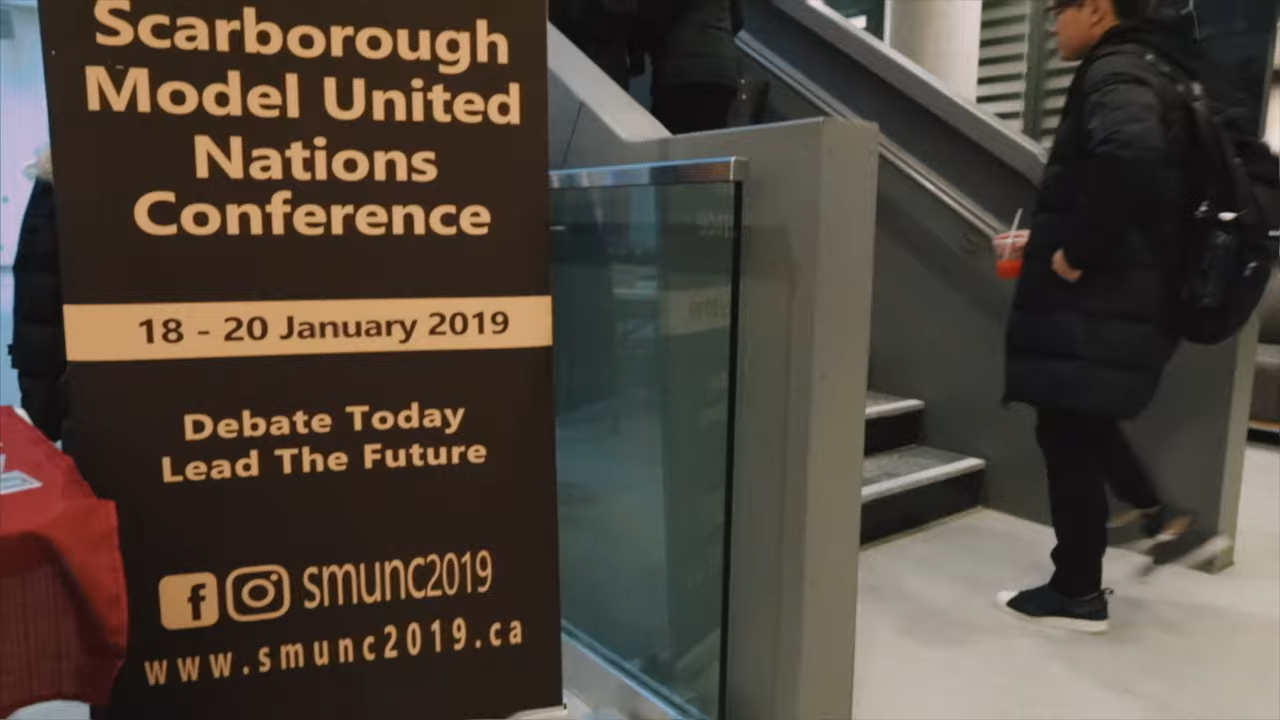 Scarborough
Model United
Nations
Conference
18 - 20 January 2019
Debate Today
Lead The Future
f smunc2019
www.smunc2019.ca